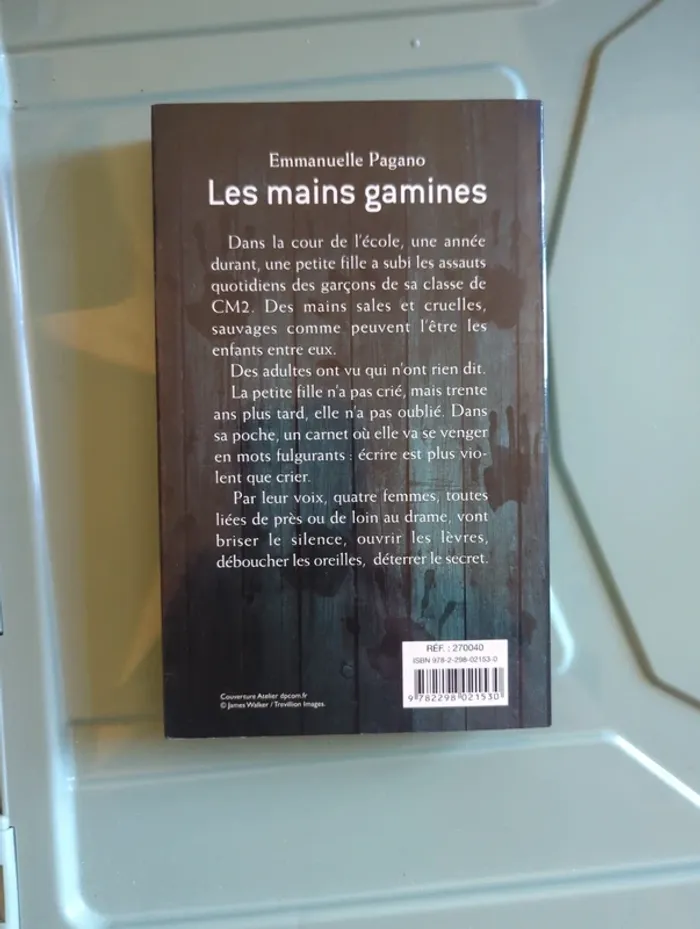 Emmanuelle Pagano
Les mains gamines
Dans la cour de l'école, une année
durant, une petite fille a subi les assauts
quotidiens des garçons de sa classe de
CM2. Des mains sales et cruelles,
sauvages comme peuvent l'être les
enfants entre eux.
Des adultes ont vu qui n'ont rien dit.
La petite fille n'a pas crié, mais trente
ans plus tard, elle n'a pas oublié. Dans
sa poche, un carnet où elle va se venger
en mots fulgurants : écrire est plus vio-
lent que crier.
Par leur voix, quatre femmes, toutes
liées de près ou de loin au drame, vont
briser le silence, ouvrir les lèvres,
déboucher les oreilles, déterrer le secret.
RÉF. : 270040
ISBN 978-2-298-02153-0
9 782298 021530
Couverture Atelier dpcom.fr
© James Walker / Trevillion Images.